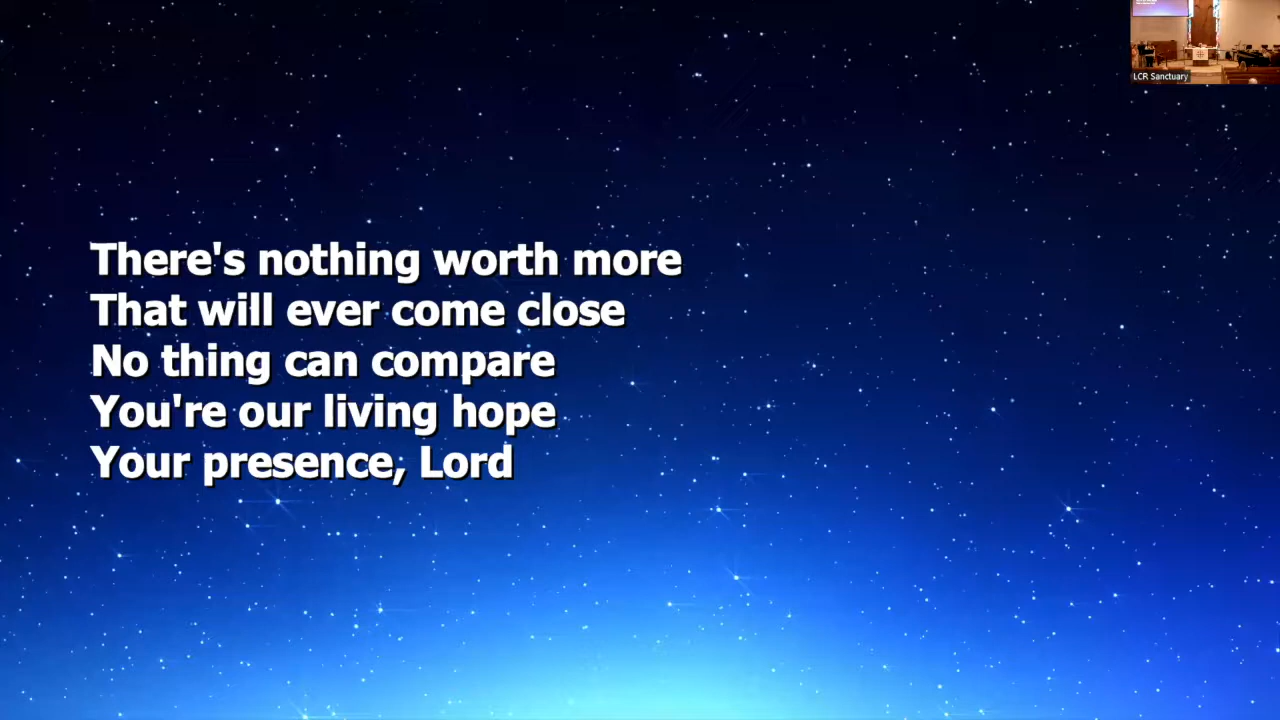 There's nothing worth more
That will ever come close
No thing can compare
You're our living hope
Your presence, Lord
LCR Sanctuary